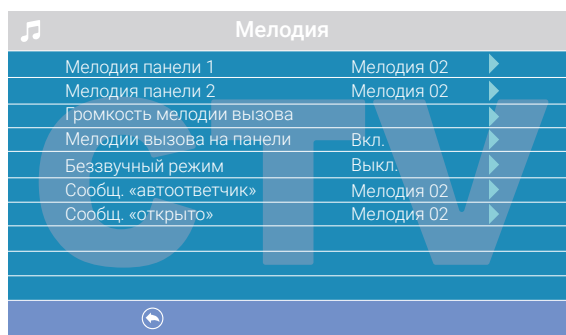 Мелодия
Мелодия панели 1 Мелодия 02
Мелодия панели 2 Мелодия 02
Громкость мелодии вызова
Мелодии вызова на панели Вкл.
Беззвучный режим Выкл.
Сообщ. «автоответчик» Мелодия 02
Сообщ. «открыто» Мелодия 02
CTV